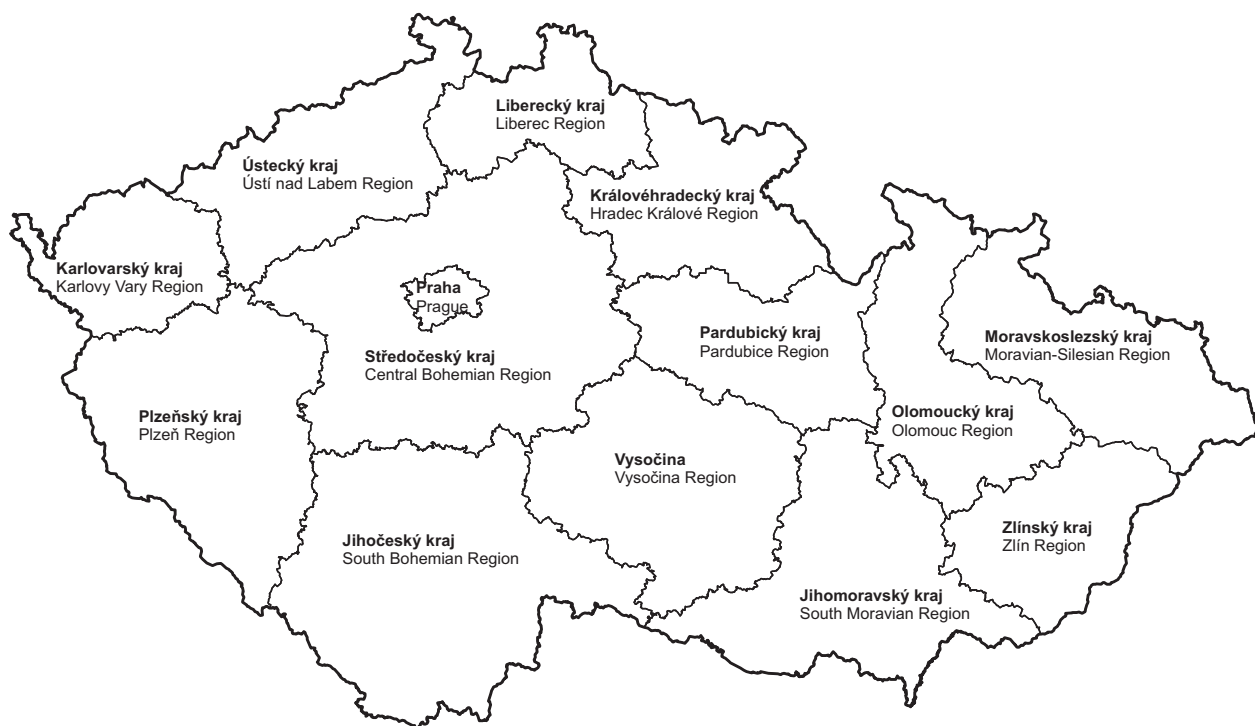 Liberecký kraj
Liberec Region
Ústecký kraj
Ústí nad Labem Region
Královéhradecký kraj
Hradec Králové Region
Karlovarský kraj
Karlovy Vary Region
Praha
Prague
Pardubický kraj
Pardubice Region
Moravskoslezský kraj
Moravian-Silesian Region
Středočeský kraj
Central Bohemian Region
Plzeňský kraj
Plzeň Region
Olomoucký kraj
Olomouc Region
Vysočina
Vysočina Region
Zlínský kraj
Zlín Region
Jihočeský kraj
South Bohemian Region
Jihomoravský kraj
South Moravian Region